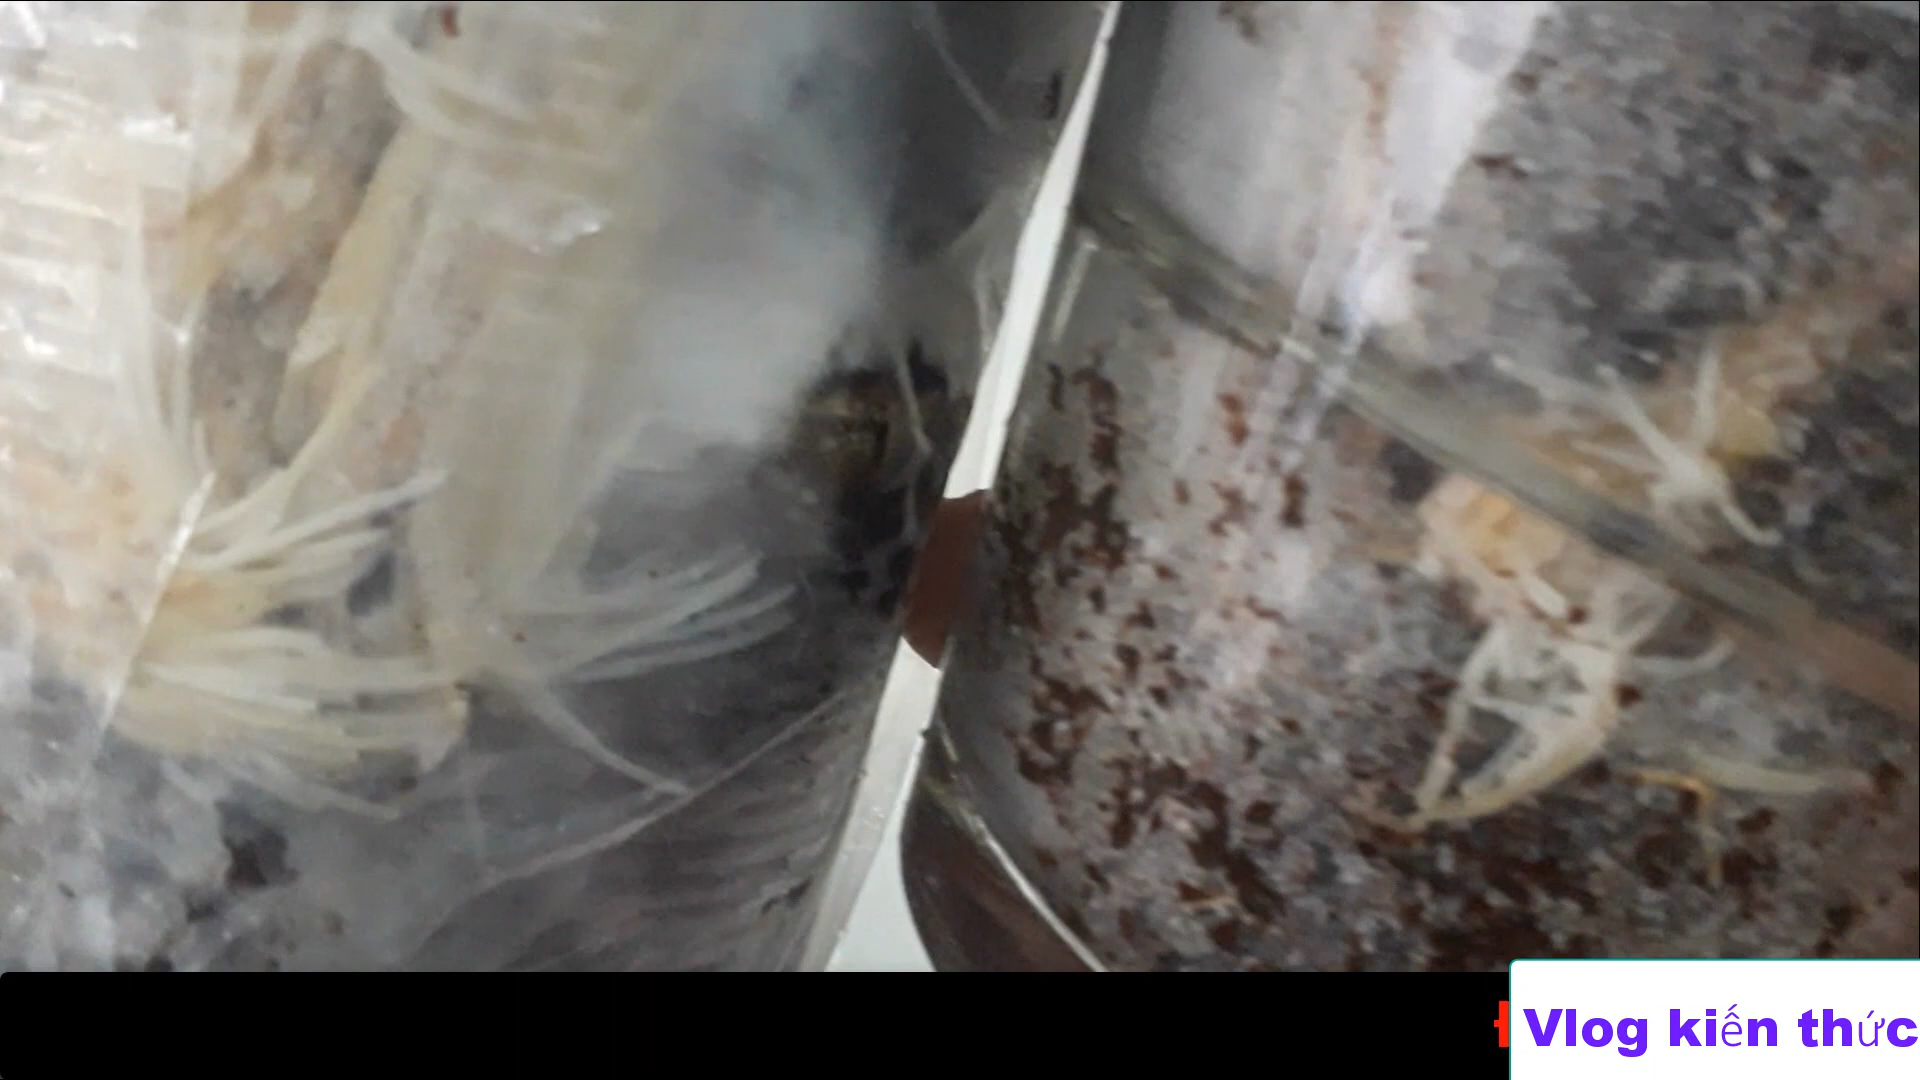 Vlog kiến thức